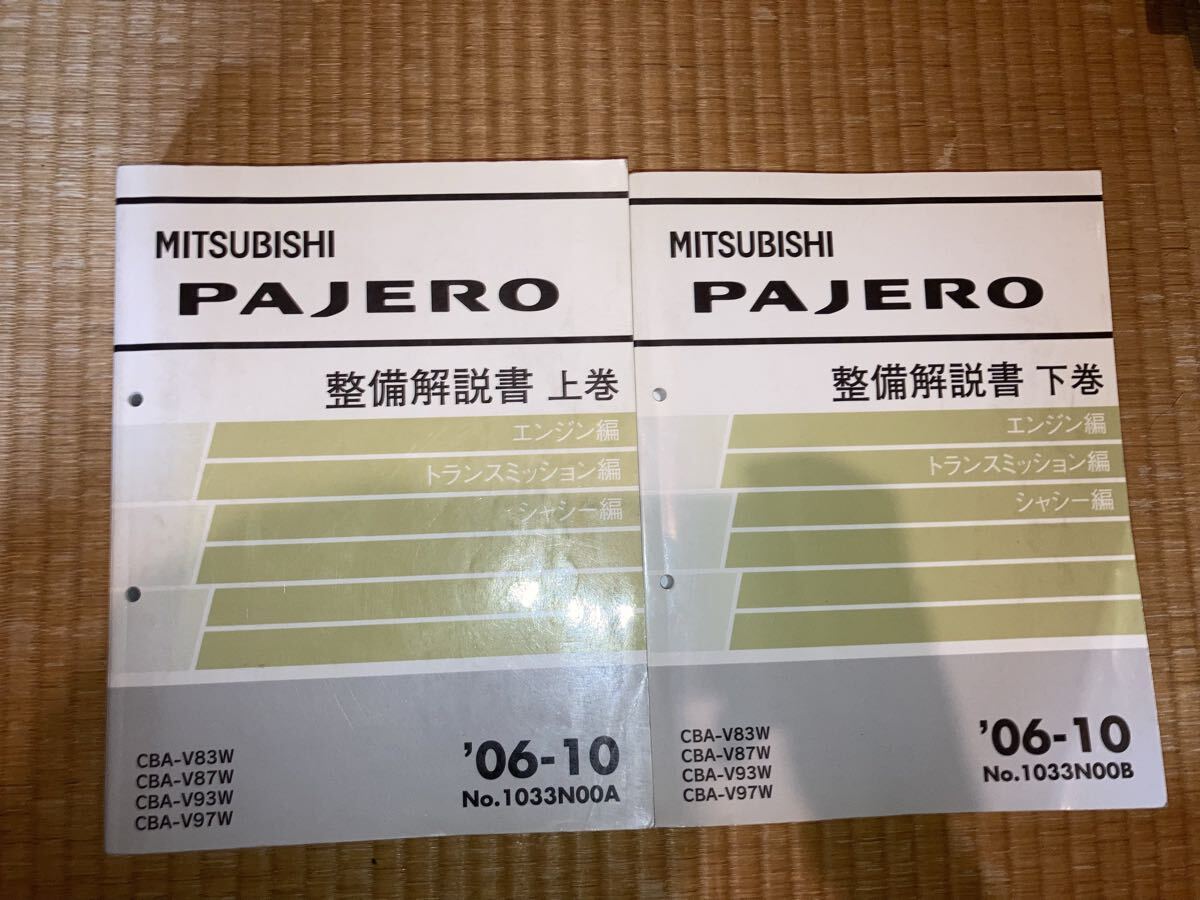 MITSUBISHI
PAJERO
整備解説書 上巻
エンジン編
トランスミッション編
シャシー編
CBA-V83W
CBA-V87W
CBA-V93W
CBA-V97W
'06-10
No.1033N00A
MITSUBISHI
PAJERO
整備解説書 下巻
エンジン編
トランスミッション編
シャシー編
CBA-V83W
CBA-V87W
CBA-V93W
CBA-V97W
'06-10
No.1033N00B